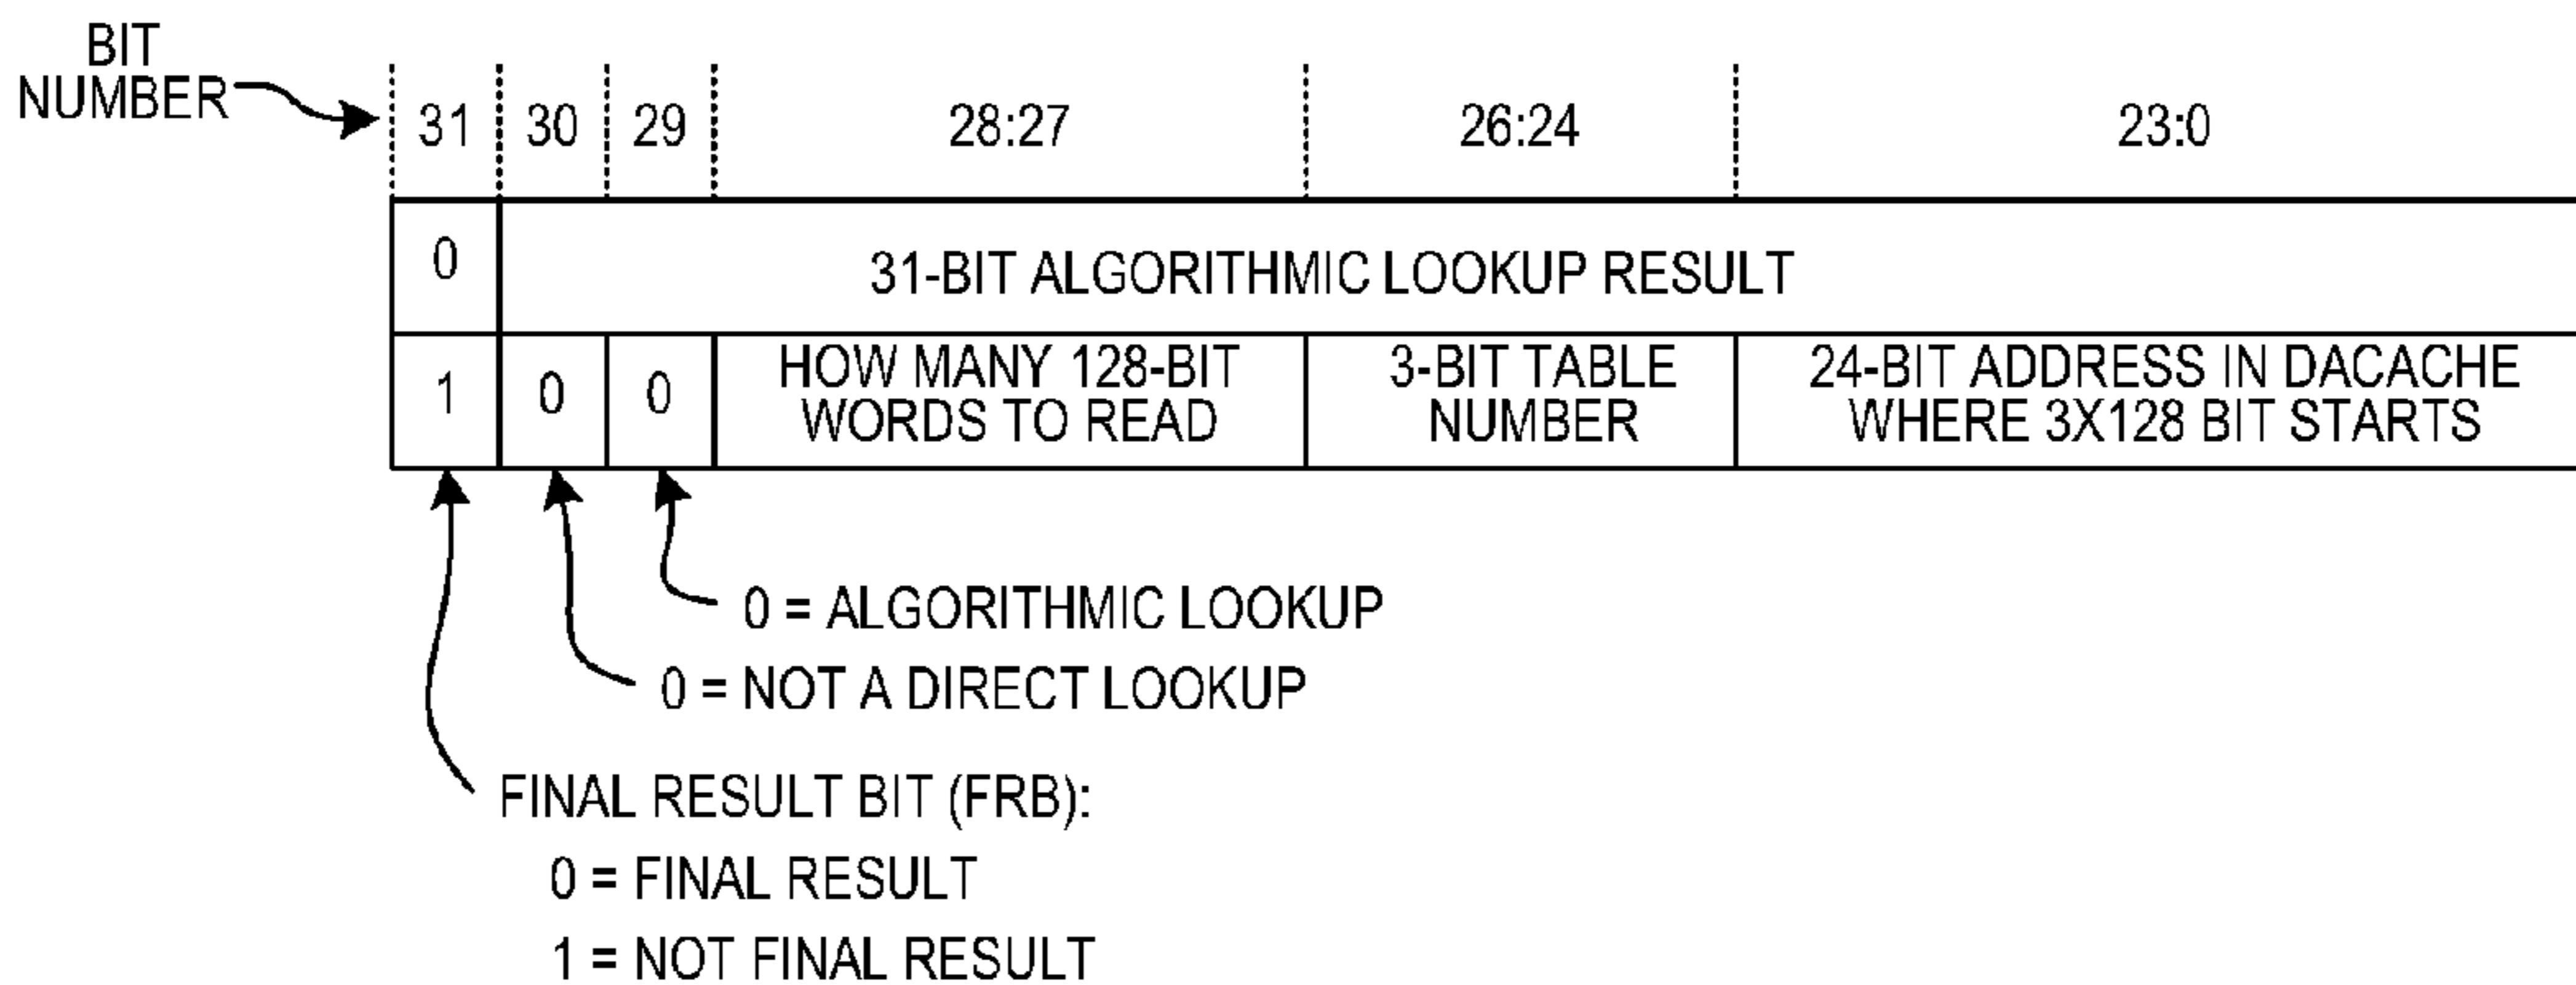 BIT
NUMBER
31 30 29 28:27 26:24 23:0
0 31-BIT ALGORITHMIC LOOKUP RESULT
1 0 0 HOW MANY 128-BIT WORDS TO READ 3-BIT TABLE NUMBER 24-BIT ADDRESS IN DACACHE WHERE 3X128 BIT STARTS
0 = ALGORITHMIC LOOKUP
0 = NOT A DIRECT LOOKUP
FINAL RESULT BIT (FRB):
0 = FINAL RESULT
1 = NOT FINAL RESULT